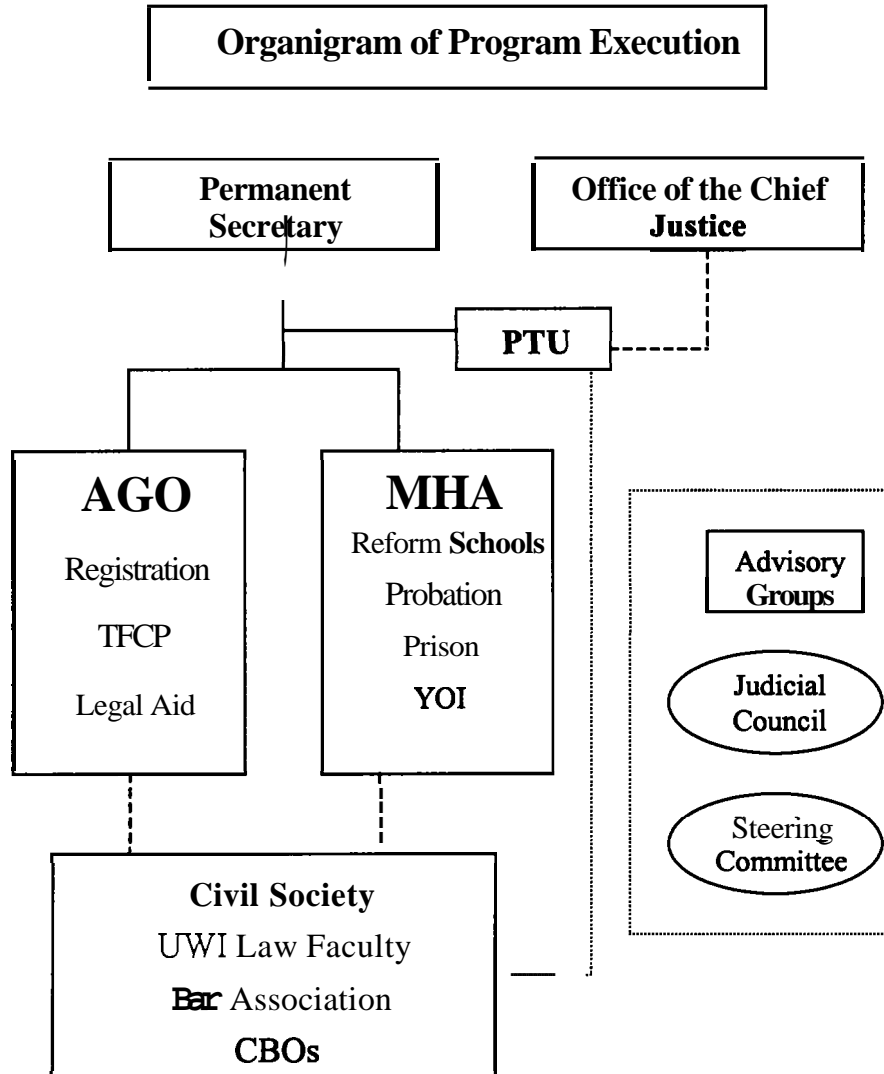 Organigram of Program Execution
Permanent
Secretary
Office of the Chief
Justice
PTU
AGO
Registration
TFCP
Legal Aid
MHA
Reform Schools
Probation
Prison
YOI
Advisory
Groups
Judicial
Council
Steering
Committee
Civil Society
UWI Law Faculty
Bar Association
CBOs